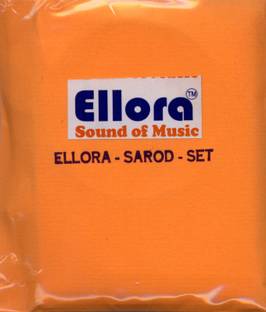 Ellora™
Sound of Music
ELLORA - SAROD - SET